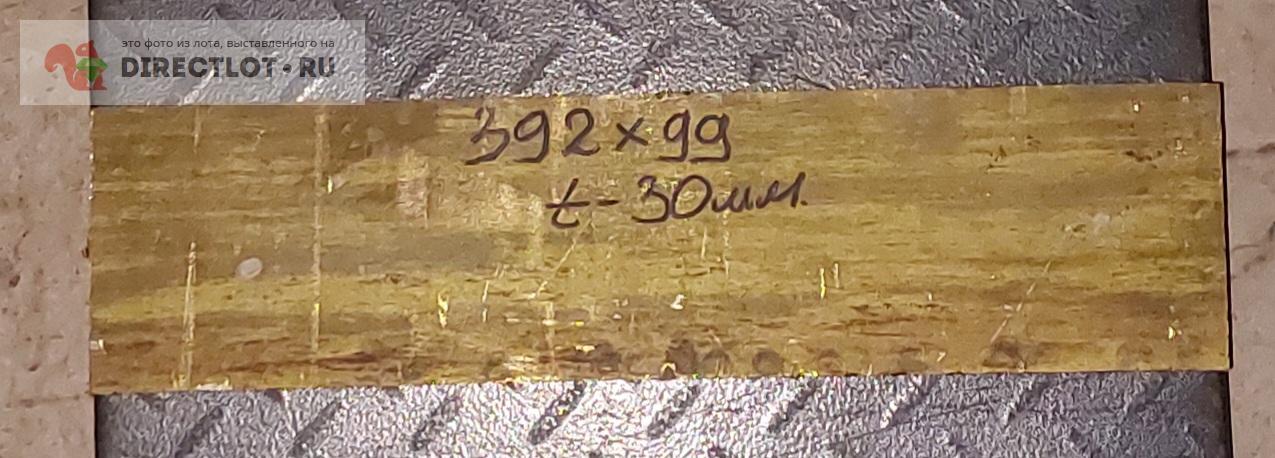 это фото из лота, выставленного на
DIRECTLOT.RU
392×99
t-30мм.